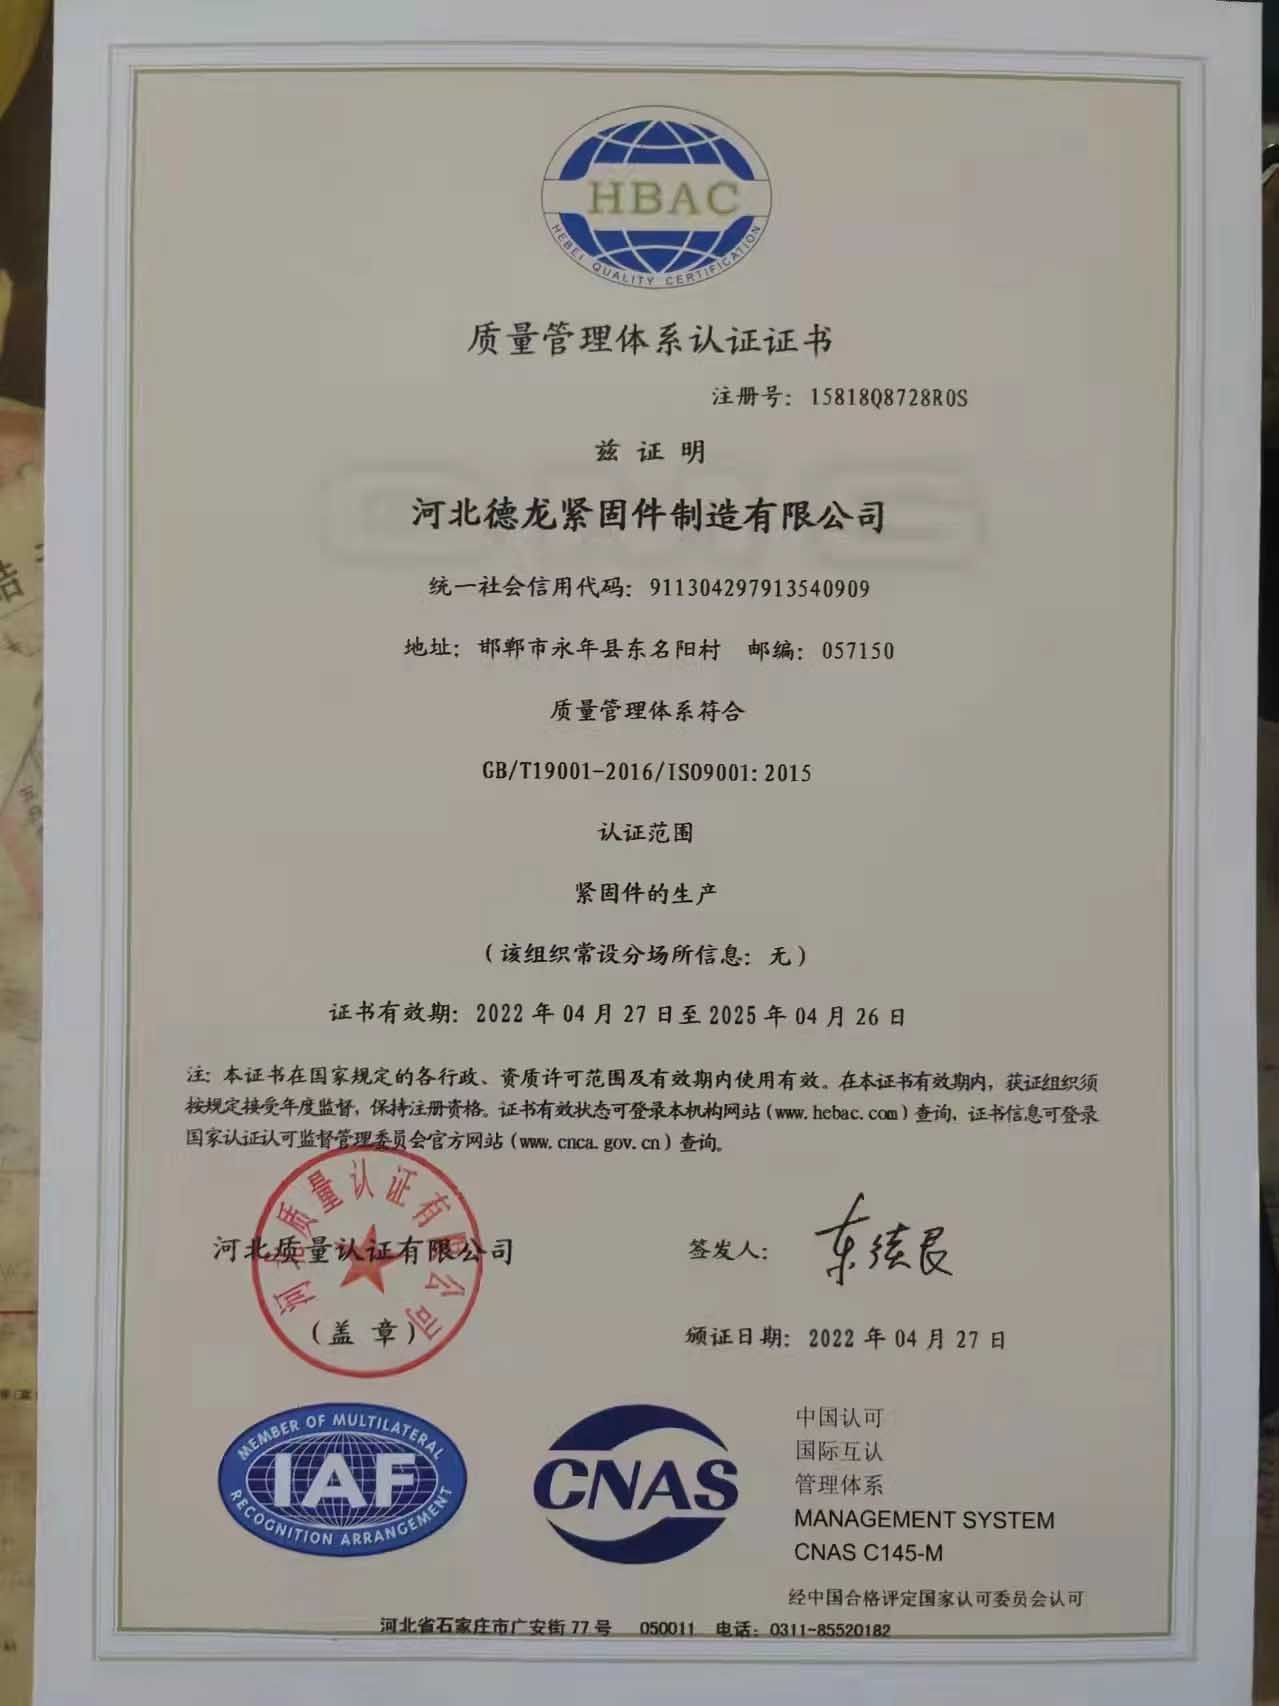 HBAC
HEBEI QUALITY CERTIFICATION
质量管理体系认证证书
注册号：15818Q8728R0S
兹 证 明
河北德龙紧固件制造有限公司
统一社会信用代码：911304297913540909
地址：邯郸市永年县东名阳村 邮编：057150
质量管理体系符合
GB/T19001-2016/ISO9001:2015
认证范围
紧固件的生产
（该组织常设分场所信息：无）
证书有效期：2022 年 04 月 27 日至 2025 年 04 月 26 日
注：本证书在国家规定的各行政、资质许可范围及有效期内使用有效。在本证书有效期内，获证组织须
按规定接受年度监督，保持注册资格。证书有效状态可登录本机构网站（www.hebac.com）查询，证书信息可登录
国家认证认可监督管理委员会官方网站（www.cnca.gov.cn）查询。
河北质量认证有限公司
河北质量认证有限公司
（盖 章）
签发人：
颁证日期：2022 年 04 月 27 日
MEMBER OF MULTILATERAL
IAF
RECOGNITION ARRANGEMENT
CNAS
中国认可
国际互认
管理体系
MANAGEMENT SYSTEM
CNAS C145-M
经中国合格评定国家认可委员会认可
河北省石家庄市广安街 77 号 050011 电话：0311-85520182